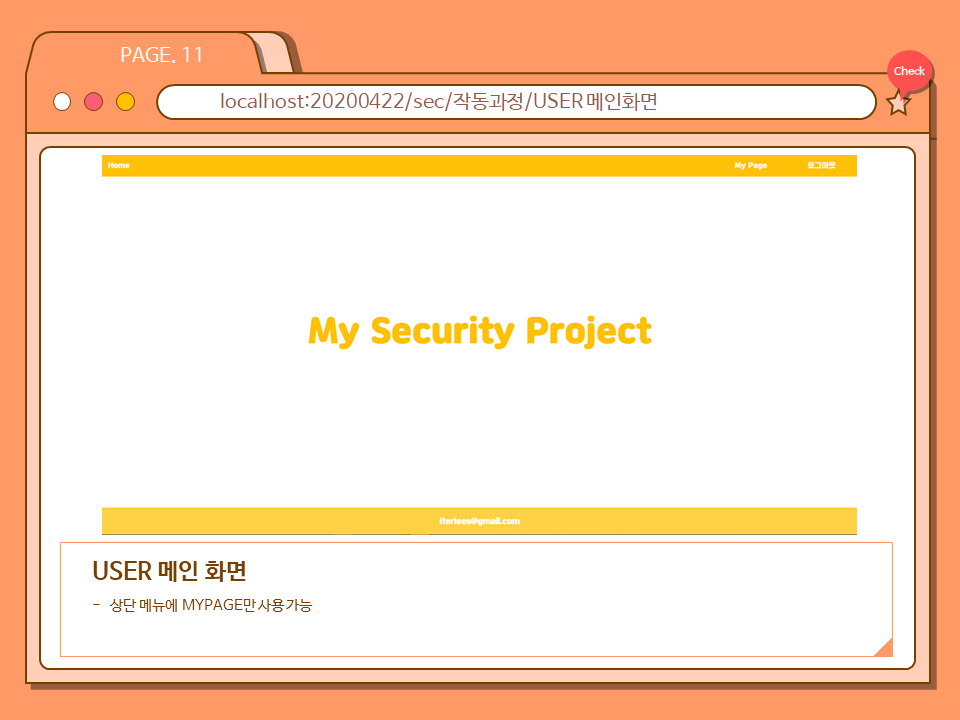 PAGE. 11
Check
localhost:20200422/sec/작동과정/USER 메인화면
Home My Page 로그아웃
My Security Project
iterlees@gmail.com
USER 메인 화면
- 상단 메뉴에 MYPAGE만 사용 가능